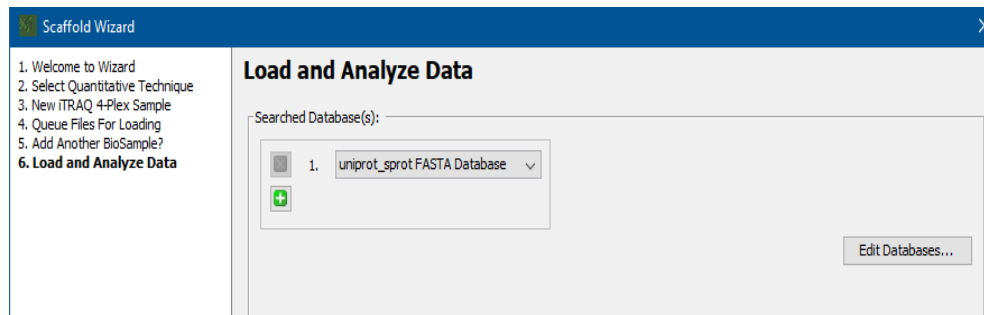 Scaffold Wizard
1. Welcome to Wizard
2. Select Quantitative Technique
3. New iTRAQ 4-Plex Sample
4. Queue Files For Loading
5. Add Another BioSample?
6. Load and Analyze Data
Load and Analyze Data
Searched Database(s):
1. uniprot_sprot FASTA Database
Edit Databases...